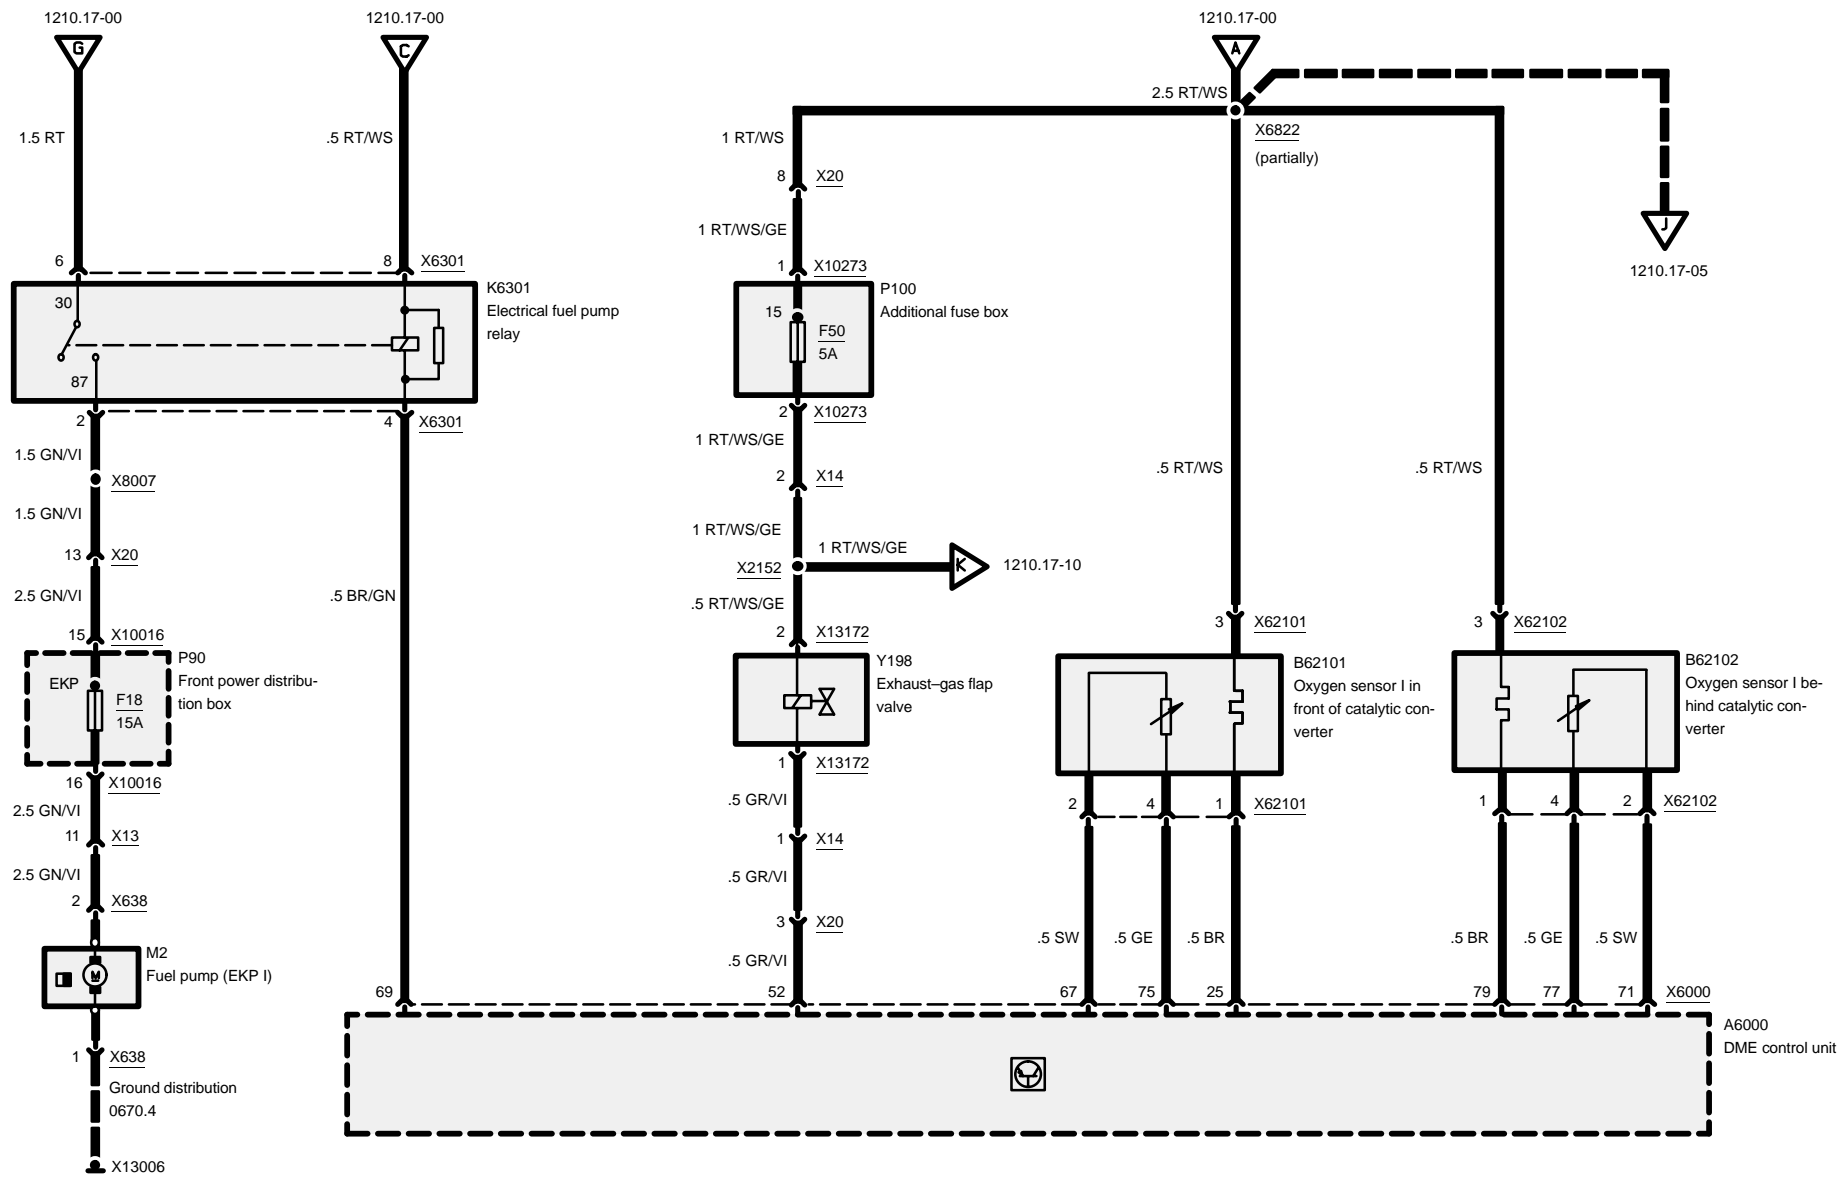 1210.17-00
1210.17-00
1210.17-00
G
C
A
2.5 RT/WS
1.5 RT
.5 RT/WS
1 RT/WS
X6822
(partially)
8
X20
J
1 RT/WS/GE
1210.17-05
6
8
X6301
1
X10273
K6301
Electrical fuel pump
relay
30
87
P100
Additional fuse box
15
F50
5A
2
4
X6301
2
X10273
1.5 GN/VI
1 RT/WS/GE
X8007
2
X14
.5 RT/WS
.5 RT/WS
1.5 GN/VI
1 RT/WS/GE
13
X20
1 RT/WS/GE
X2152
K
1210.17-10
2.5 GN/VI
.5 BR/GN
.5 RT/WS/GE
15
X10016
2
X13172
3
X62101
3
X62102
P90
Front power distribu-
tion box
EKP
F18
15A
Y198
Exhaust–gas flap
valve
B62101
Oxygen sensor I in
front of catalytic con-
verter
B62102
Oxygen sensor I be-
hind catalytic con-
verter
16
X10016
1
X13172
2.5 GN/VI
.5 GR/VI
2
4
1
X62101
1
4
2
X62102
11
X13
1
X14
2.5 GN/VI
.5 GR/VI
2
X638
3
X20
M2
Fuel pump (EKP I)
M
.5 GR/VI
.5 SW
.5 GE
.5 BR
.5 BR
.5 GE
.5 SW
69
52
67
75
25
79
77
71
X6000
A6000
DME control unit
1
X638
Ground distribution
0670.4
X13006